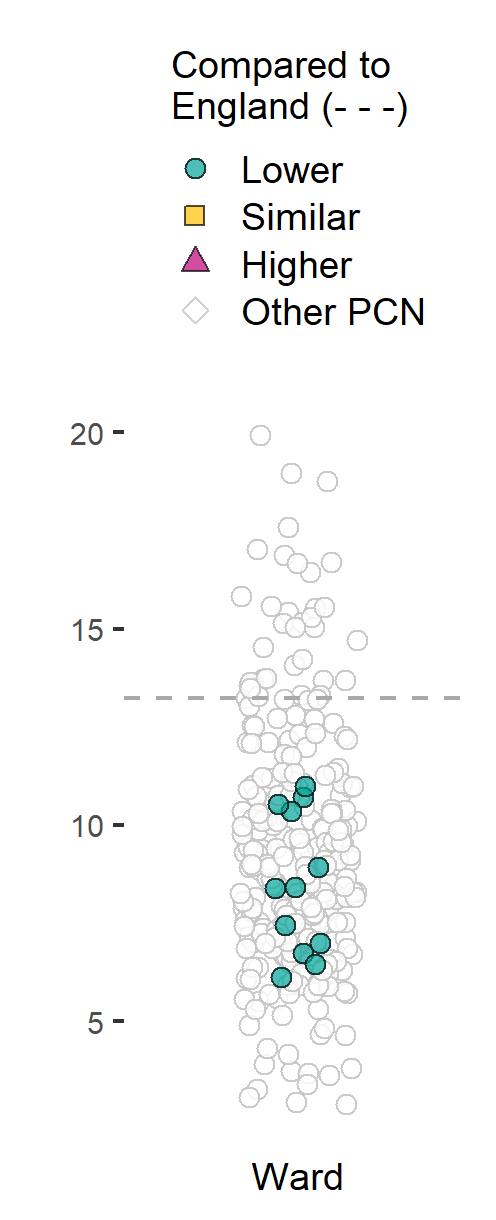 Compared to
England (- - -)
Lower
Similar
Higher
Other PCN
20
15
10
5
Ward